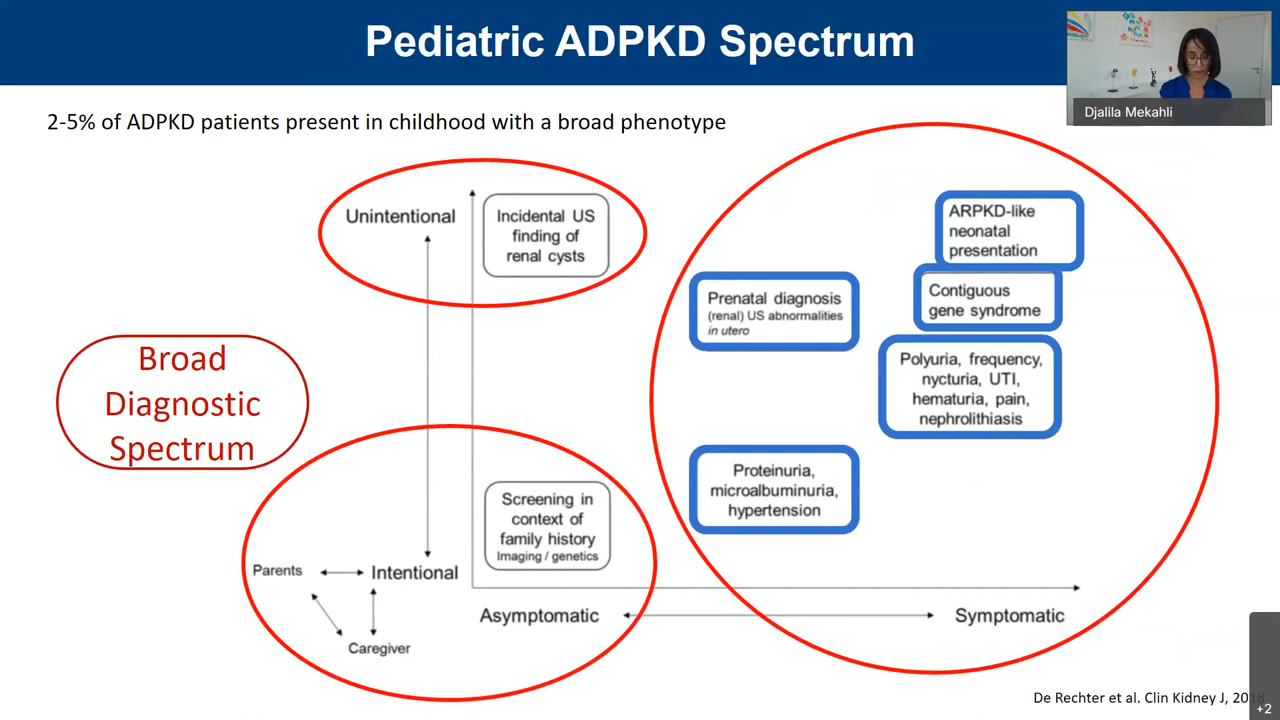 Pediatric ADPKD Spectrum
Djalila Mekahli
2-5% of ADPKD patients present in childhood with a broad phenotype
Unintentional
Incidental US
finding of
renal cysts
ARPKD-like
neonatal
presentation
Prenatal diagnosis
(renal) US abnormalities
in utero
Contiguous
gene syndrome
Broad
Diagnostic
Spectrum
Polyuria, frequency,
nycturia, UTI,
hematuria, pain,
nephrolithiasis
Proteinuria,
microalbuminuria,
hypertension
Screening in
context of
family history
Imaging / genetics
Parents
Intentional
Caregiver
Asymptomatic
Symptomatic
De Rechter et al. Clin Kidney J, 2018
+2